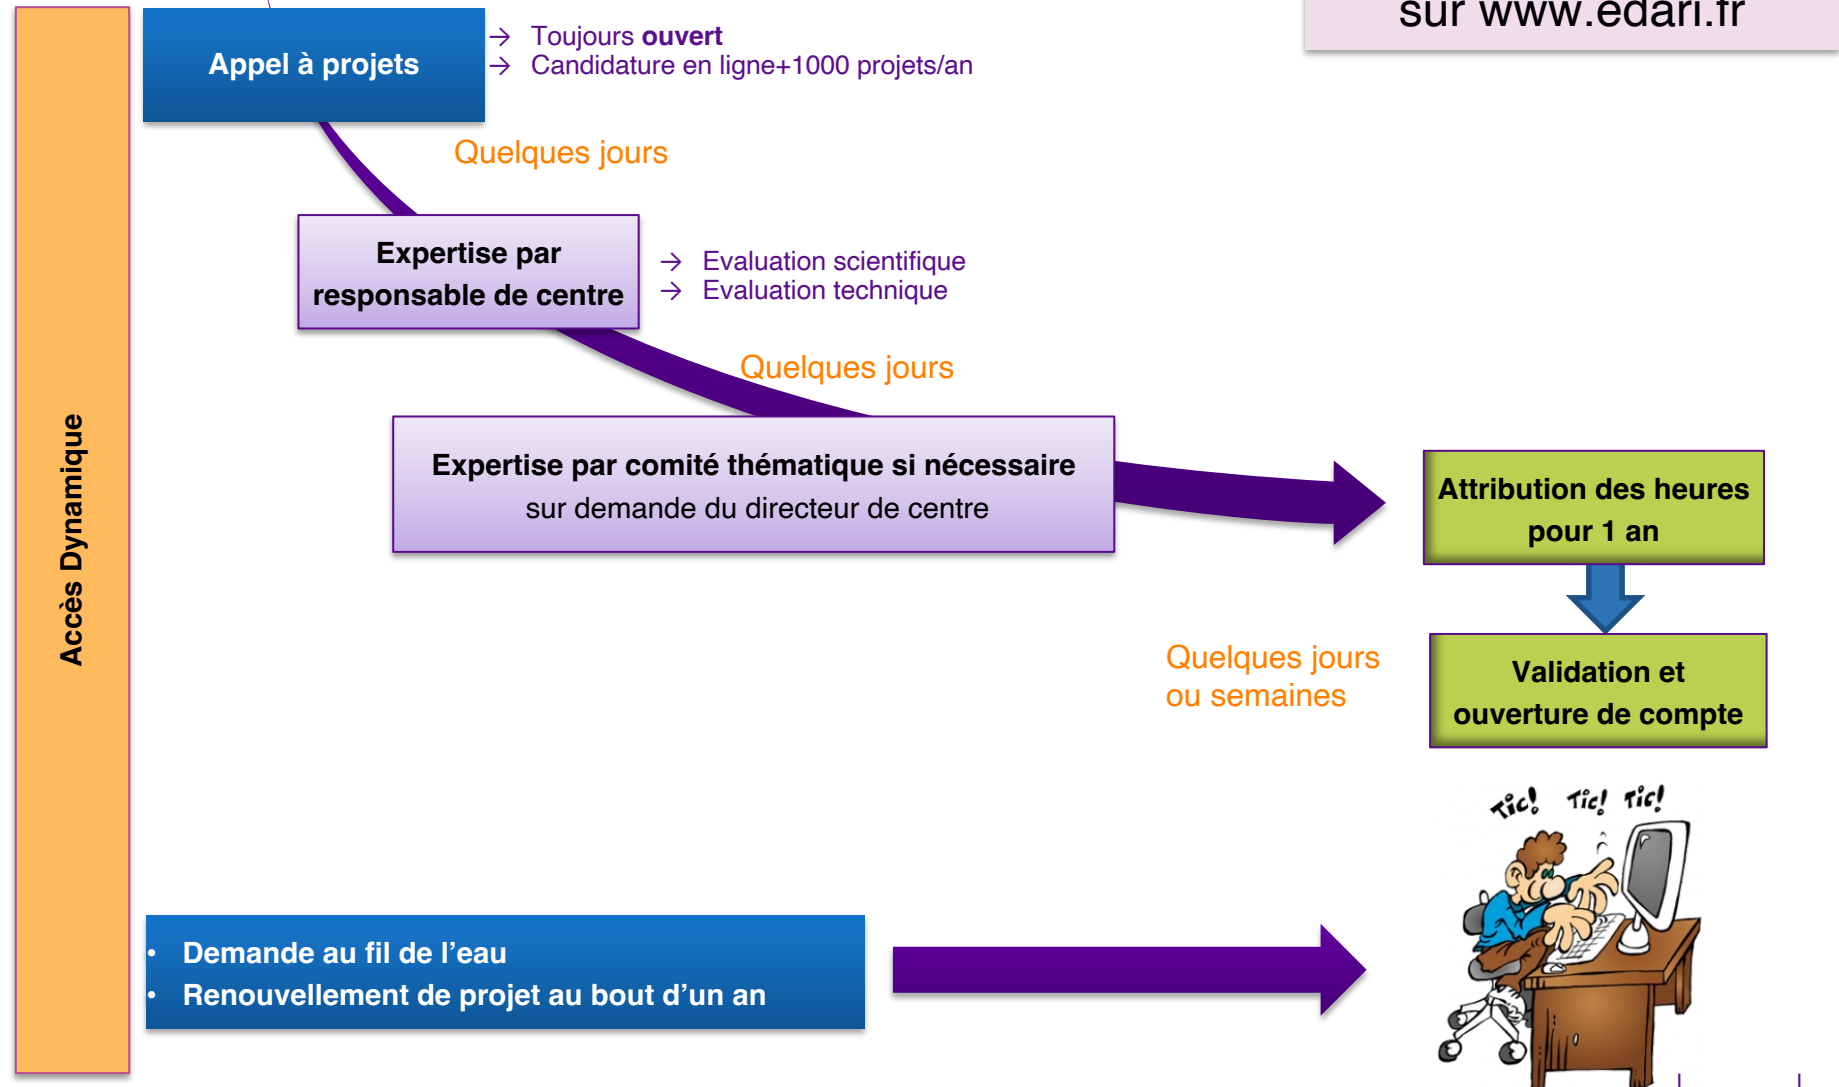 sur www.edari.fr
Appel à projets
→ Toujours ouvert
→ Candidature en ligne+1000 projets/an
Quelques jours
Expertise par
responsable de centre
→ Evaluation scientifique
→ Evaluation technique
Quelques jours
Accès Dynamique
Expertise par comité thématique si nécessaire
sur demande du directeur de centre
Attribution des heures
pour 1 an
Quelques jours
ou semaines
Validation et
ouverture de compte
Tic! Tic! Tic!
• Demande au fil de l’eau
• Renouvellement de projet au bout d’un an